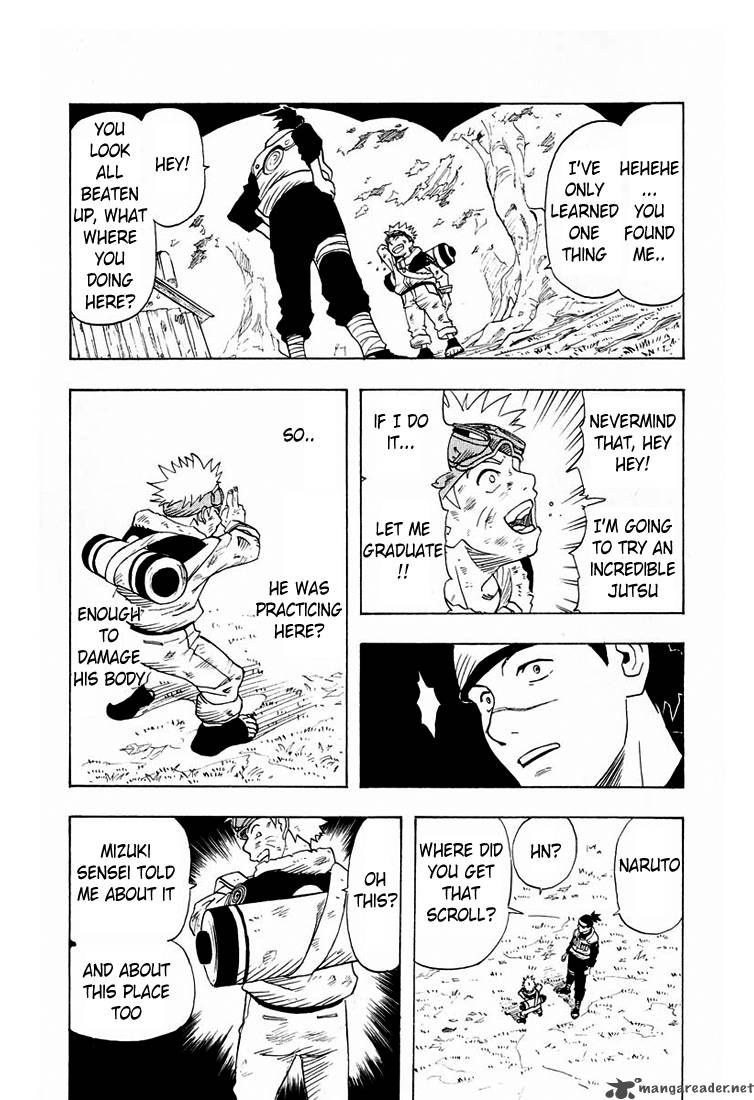 HEHEHE
...
YOU
FOUND
ME..
I'VE
ONLY
LEARNED
ONE
THING
HEY!
YOU
LOOK
ALL
BEATEN
UP, WHAT
WHERE
YOU
DOING
HERE?
NEVERMIND
THAT, HEY
HEY!
I'M GOING
TO TRY AN
INCREDIBLE
JUTSU
IF I DO
IT...
LET ME
GRADUATE
!!
SO..
HE WAS
PRACTICING
HERE?
ENOUGH
TO
DAMAGE
HIS BODY
NARUTO
HN?
WHERE DID
YOU GET
THAT
SCROLL?
OH
THIS?
MIZUKI
SENSEI TOLD
ME ABOUT IT
AND ABOUT
THIS PLACE
TOO
mangareader.net